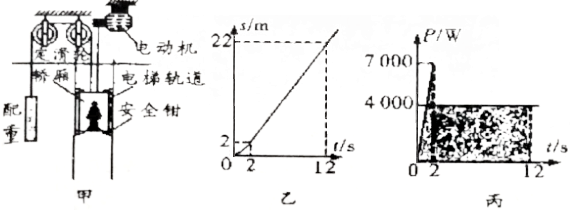 定滑轮
电动机
轿厢
电梯轨道
配重
安全钳
甲
s/m
22
2
0
2
12
t/s
乙
P/W
7 000
4 000
0
2
12
t/s
丙